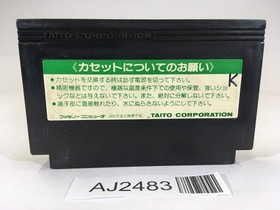 TAITO CORPORATION
《カセットについてのお願い》
●カセットを交換する時は必ず電源を切って下さい。
●精密機器ですので、極端な温度条件下での使用や保管、強いショ
ックなどは与えないで下さい。また、絶対に分解しないで下さい。
●端子部に直接触れたり、水にぬらさないようにして下さい。
K
ファミリーコンピュータ
TAITO CORPORATION
AJ2483